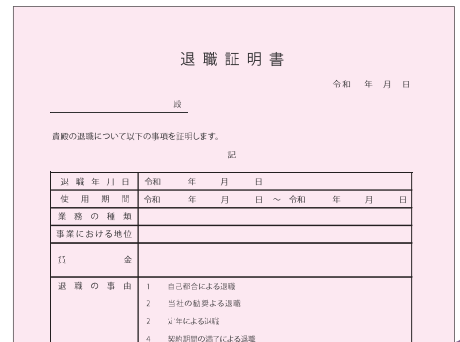 退職証明書
令和 年 月 日
殿
貴殿の退職について以下の事項を証明します。
記
退職年月日 令和 年 月 日
使用期間 令和 年 月 日 ～ 令和 年 月 日
業務の種類
事業における地位
賃金
退職の事由 1 自己都合による退職
2 当社の勧奨よる退職
2 定年による退職
4 契約期間の満了による退職